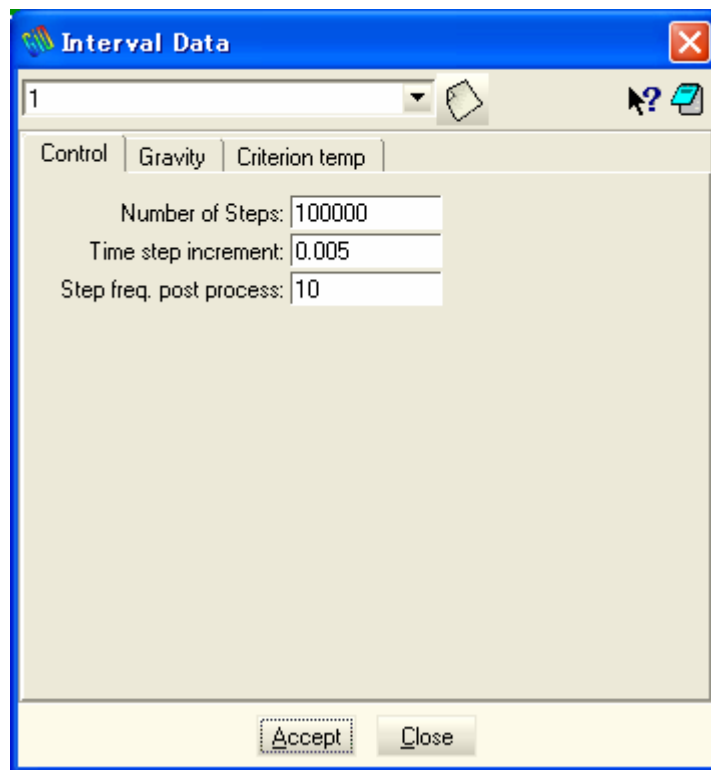 Interval Data
1
?
Control Gravity Criterion temp
Number of Steps: 100000
Time step increment: 0.005
Step freq. post process: 10
Accept Close